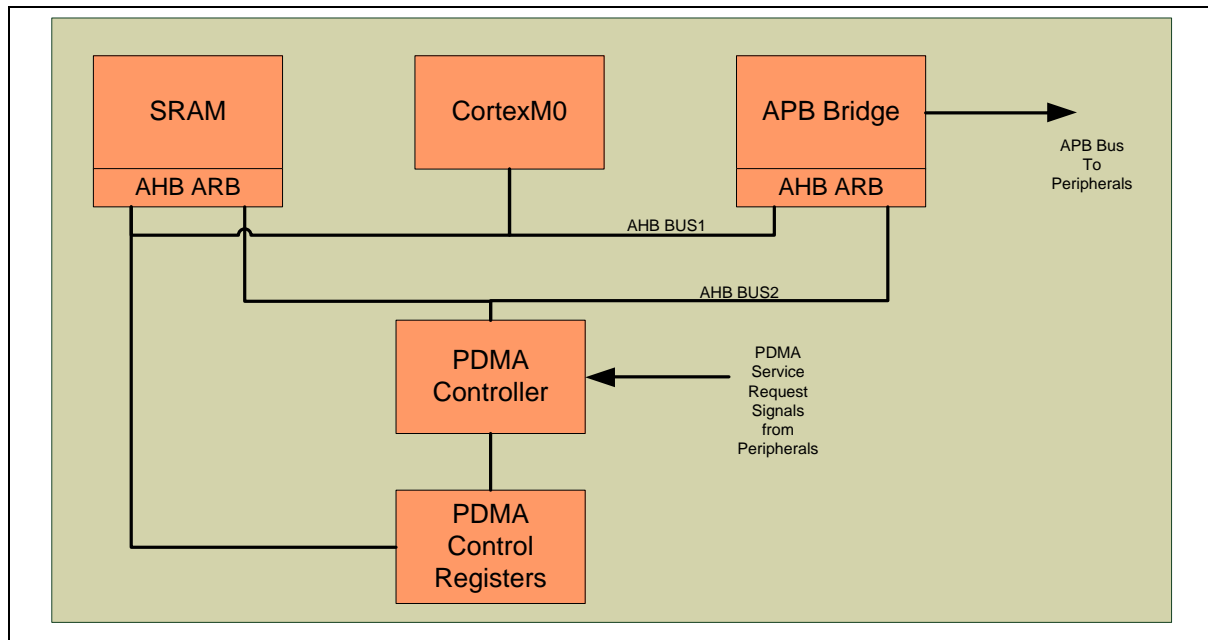 SRAM
AHB ARB
CortexM0
APB Bridge
AHB ARB
APB Bus
To
Peripherals
AHB BUS1
AHB BUS2
PDMA
Controller
PDMA
Service
Request
Signals
from
Peripherals
PDMA
Control
Registers